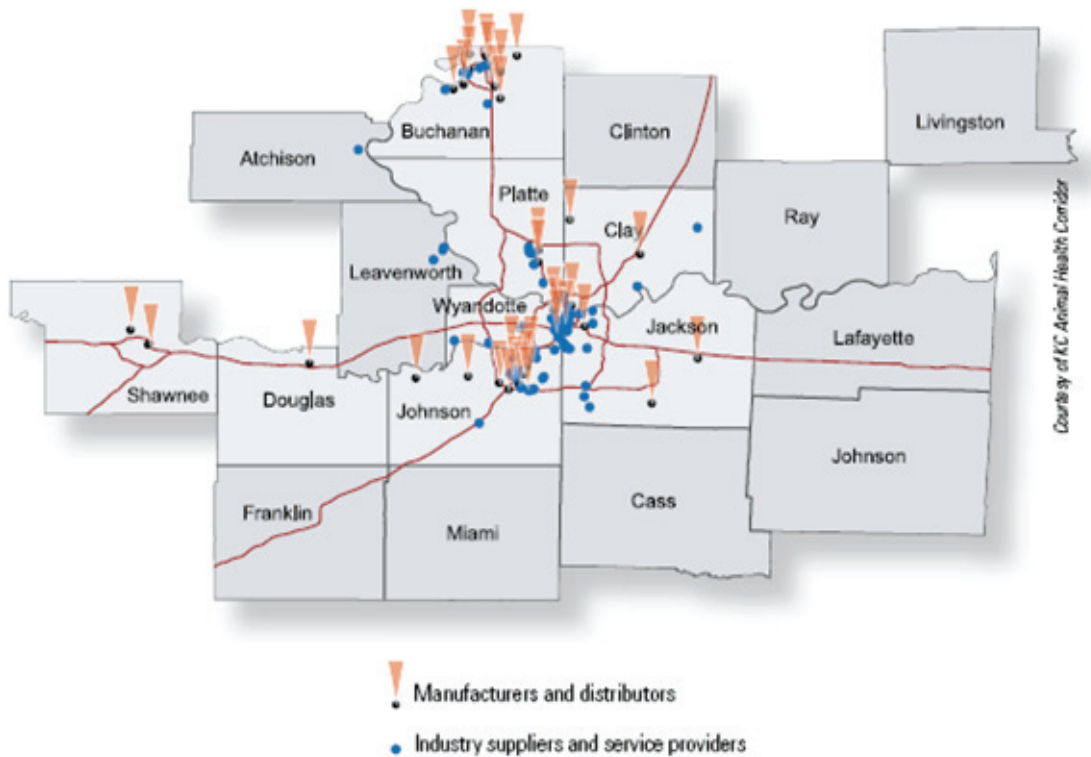 Buchanan
Clinton
Livingston
Atchison
Platte
Ray
Clay
Leavenworth
Wyandotte
Jackson
Lafayette
Shawnee
Douglas
Johnson
Johnson
Cass
Franklin
Miami
Courtesy of KC Animal Health Corridor
Manufacturers and distributors
Industry suppliers and service providers